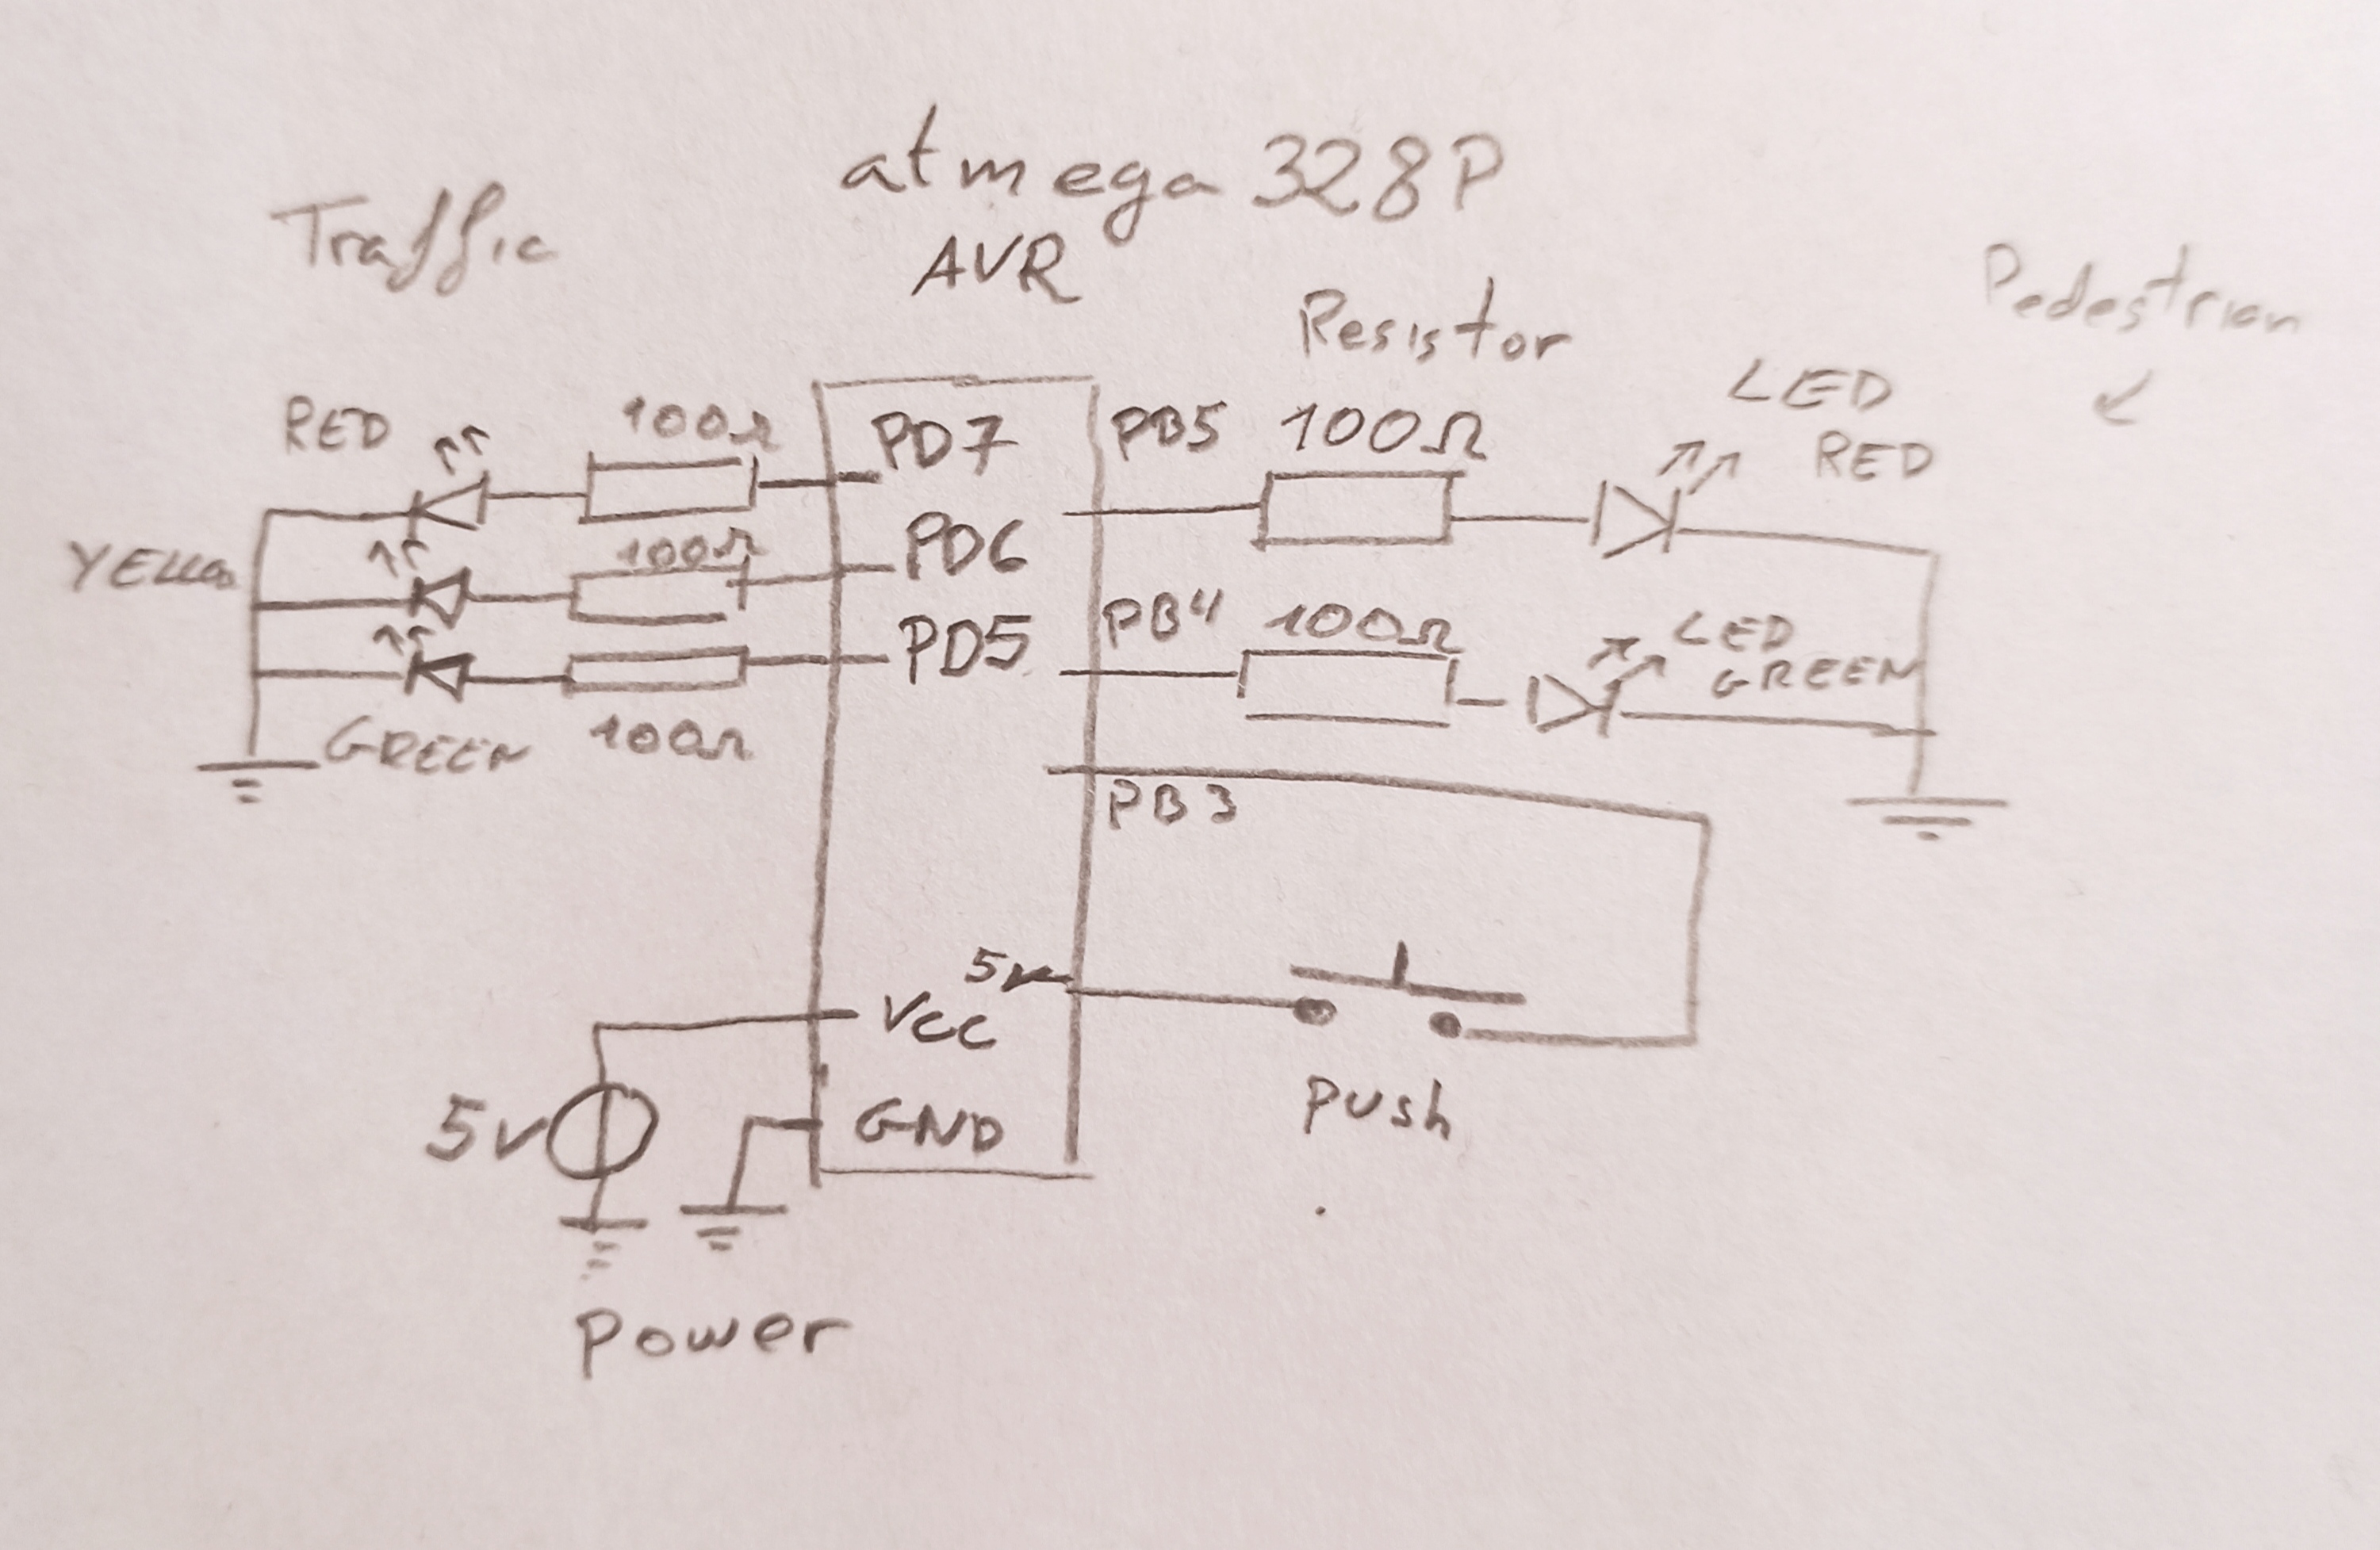 atmega 328P
AVR
Traffic
Pedestrian
Resistor
LED
RED
RED
100Ω
PD7
PB5
100Ω
YELLOW
100Ω
PD6
PB4
100Ω
LED
GREEN
PD5
GREEN
100Ω
PB3
5v
Vcc
5v
GND
push
power